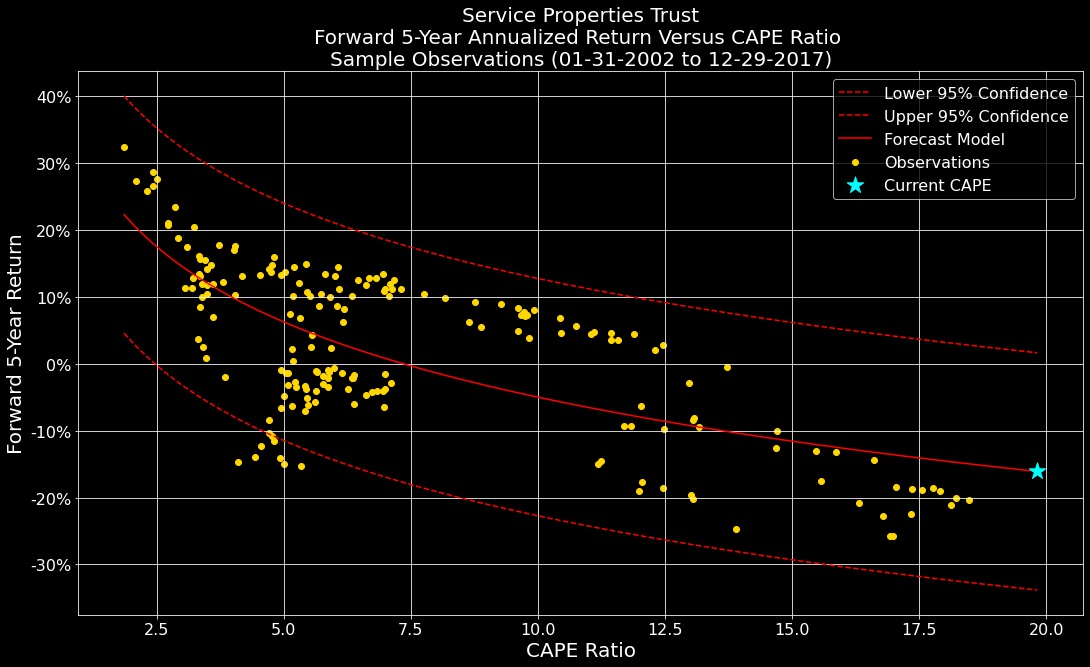 Service Properties Trust
Forward 5-Year Annualized Return Versus CAPE Ratio
Sample Observations (01-31-2002 to 12-29-2017)
Lower 95% Confidence
Upper 95% Confidence
Forecast Model
Observations
Current CAPE
Forward 5-Year Return
40%
30%
20%
10%
0%
-10%
-20%
-30%
2.5 5.0 7.5 10.0 12.5 15.0 17.5 20.0
CAPE Ratio